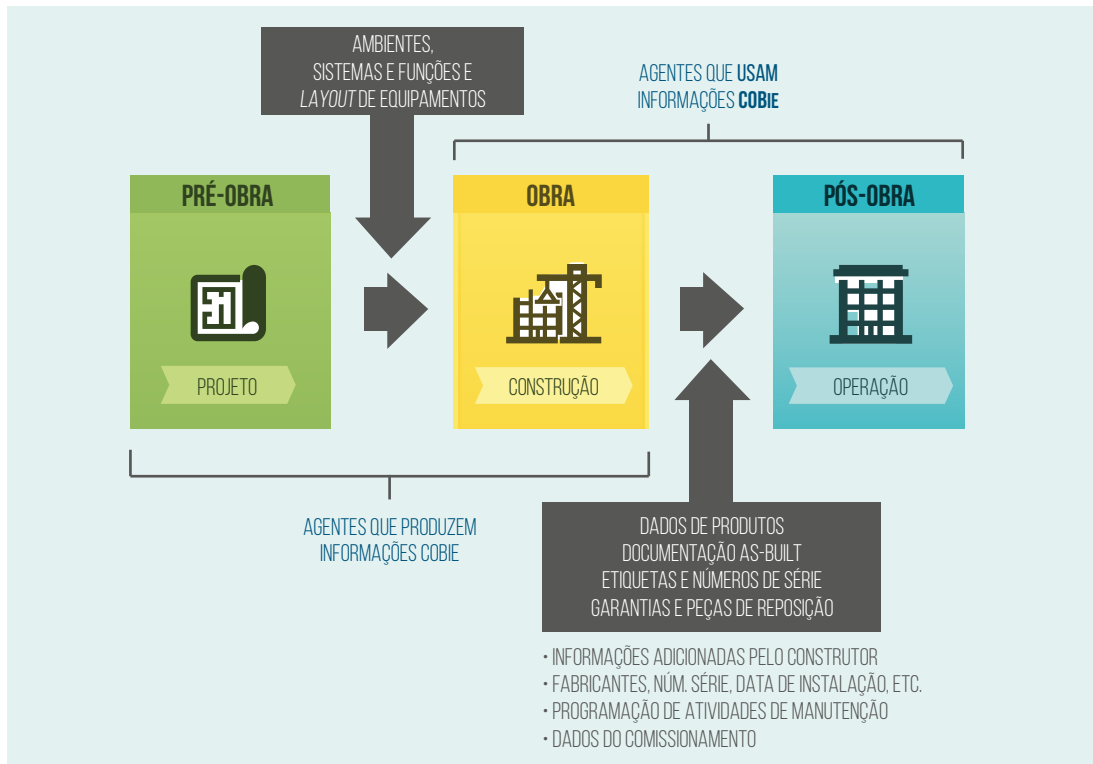 AMBIENTES,
SISTEMAS E FUNÇÕES E
LAYOUT DE EQUIPAMENTOS
AGENTES QUE USAM
INFORMAÇÕES COBIE
PRÉ-OBRA
PROJETO
OBRA
CONSTRUÇÃO
PÓS-OBRA
OPERAÇÃO
AGENTES QUE PRODUZEM
INFORMAÇÕES COBIE
DADOS DE PRODUTOS
DOCUMENTAÇÃO AS-BUILT
ETIQUETAS E NÚMEROS DE SÉRIE
GARANTIAS E PEÇAS DE REPOSIÇÃO
• INFORMAÇÕES ADICIONADAS PELO CONSTRUTOR
• FABRICANTES, NÚM. SÉRIE, DATA DE INSTALAÇÃO, ETC.
• PROGRAMAÇÃO DE ATIVIDADES DE MANUTENÇÃO
• DADOS DO COMISSIONAMENTO